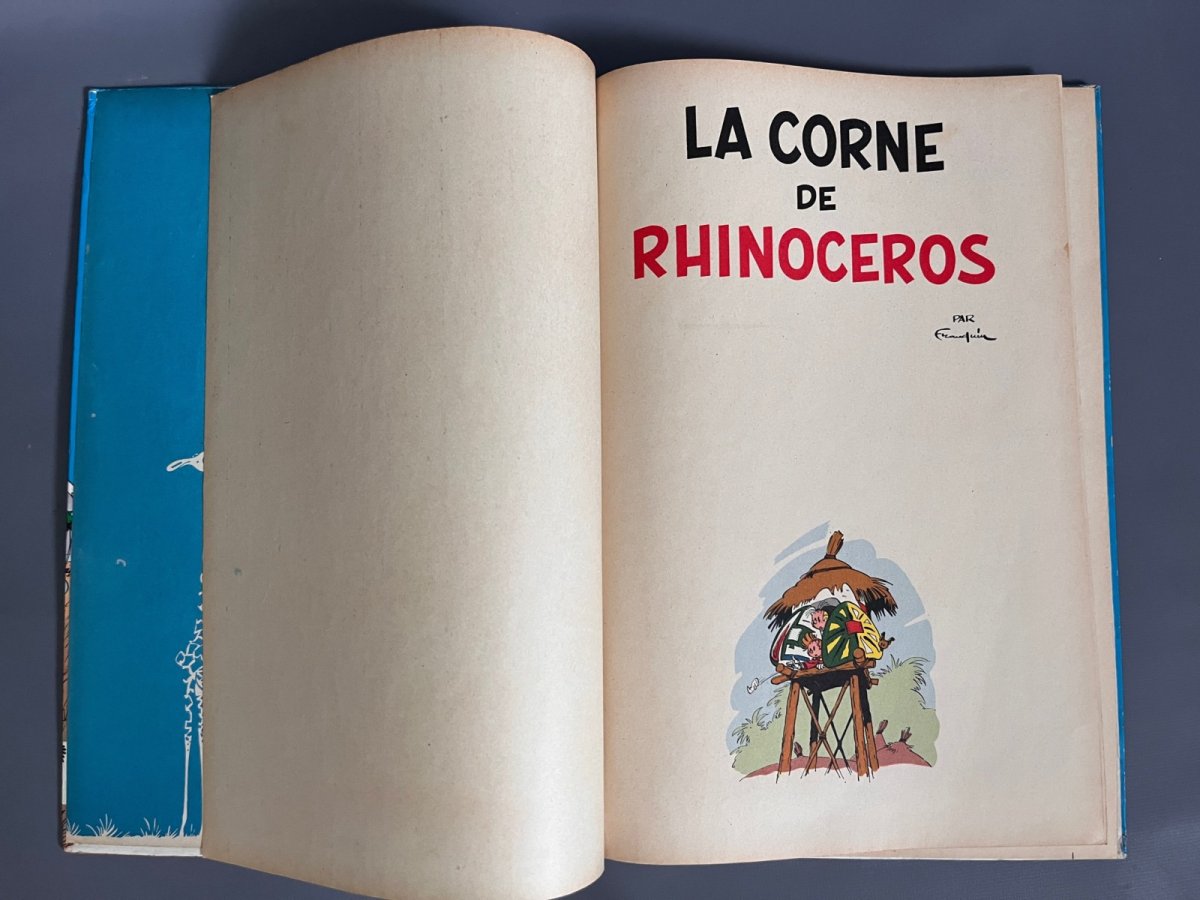 LA CORNE
DE
RHINOCEROS
PAR
Franquin